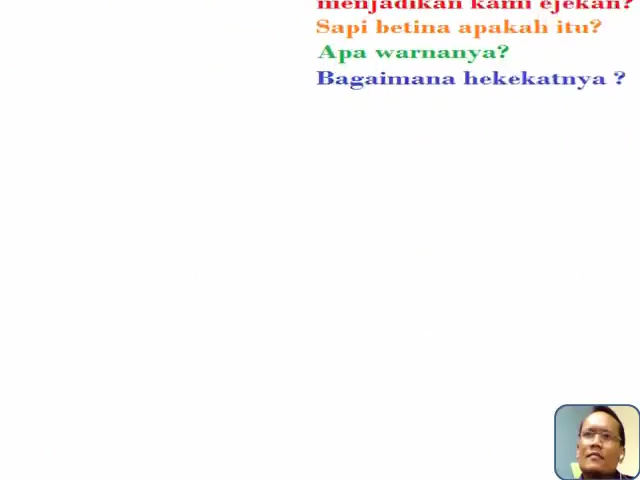 menjadikan kami ejekan?
Sapi betina apakah itu?
Apa warnanya?
Bagaimana hekekatnya ?